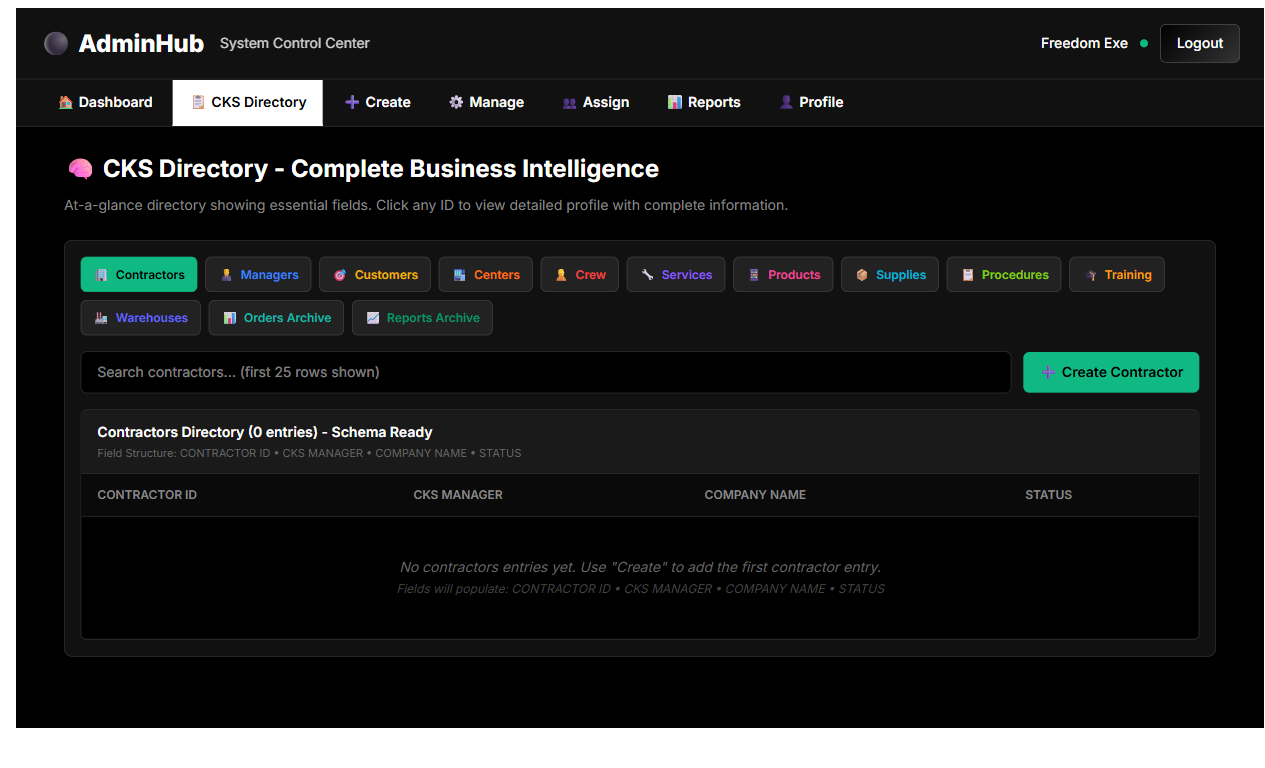 AdminHub System Control Center Freedom Exe Logout
Dashboard CKS Directory Create Manage Assign Reports Profile
CKS Directory - Complete Business Intelligence
At-a-glance directory showing essential fields. Click any ID to view detailed profile with complete information.
Contractors Managers Customers Centers Crew Services Products Supplies Procedures Training
Warehouses Orders Archive Reports Archive
Search contractors... (first 25 rows shown) Create Contractor
Contractors Directory (0 entries) - Schema Ready
Field Structure: CONTRACTOR ID • CKS MANAGER • COMPANY NAME • STATUS
CONTRACTOR ID CKS MANAGER COMPANY NAME STATUS
No contractors entries yet. Use "Create" to add the first contractor entry.
Fields will populate: CONTRACTOR ID • CKS MANAGER • COMPANY NAME • STATUS